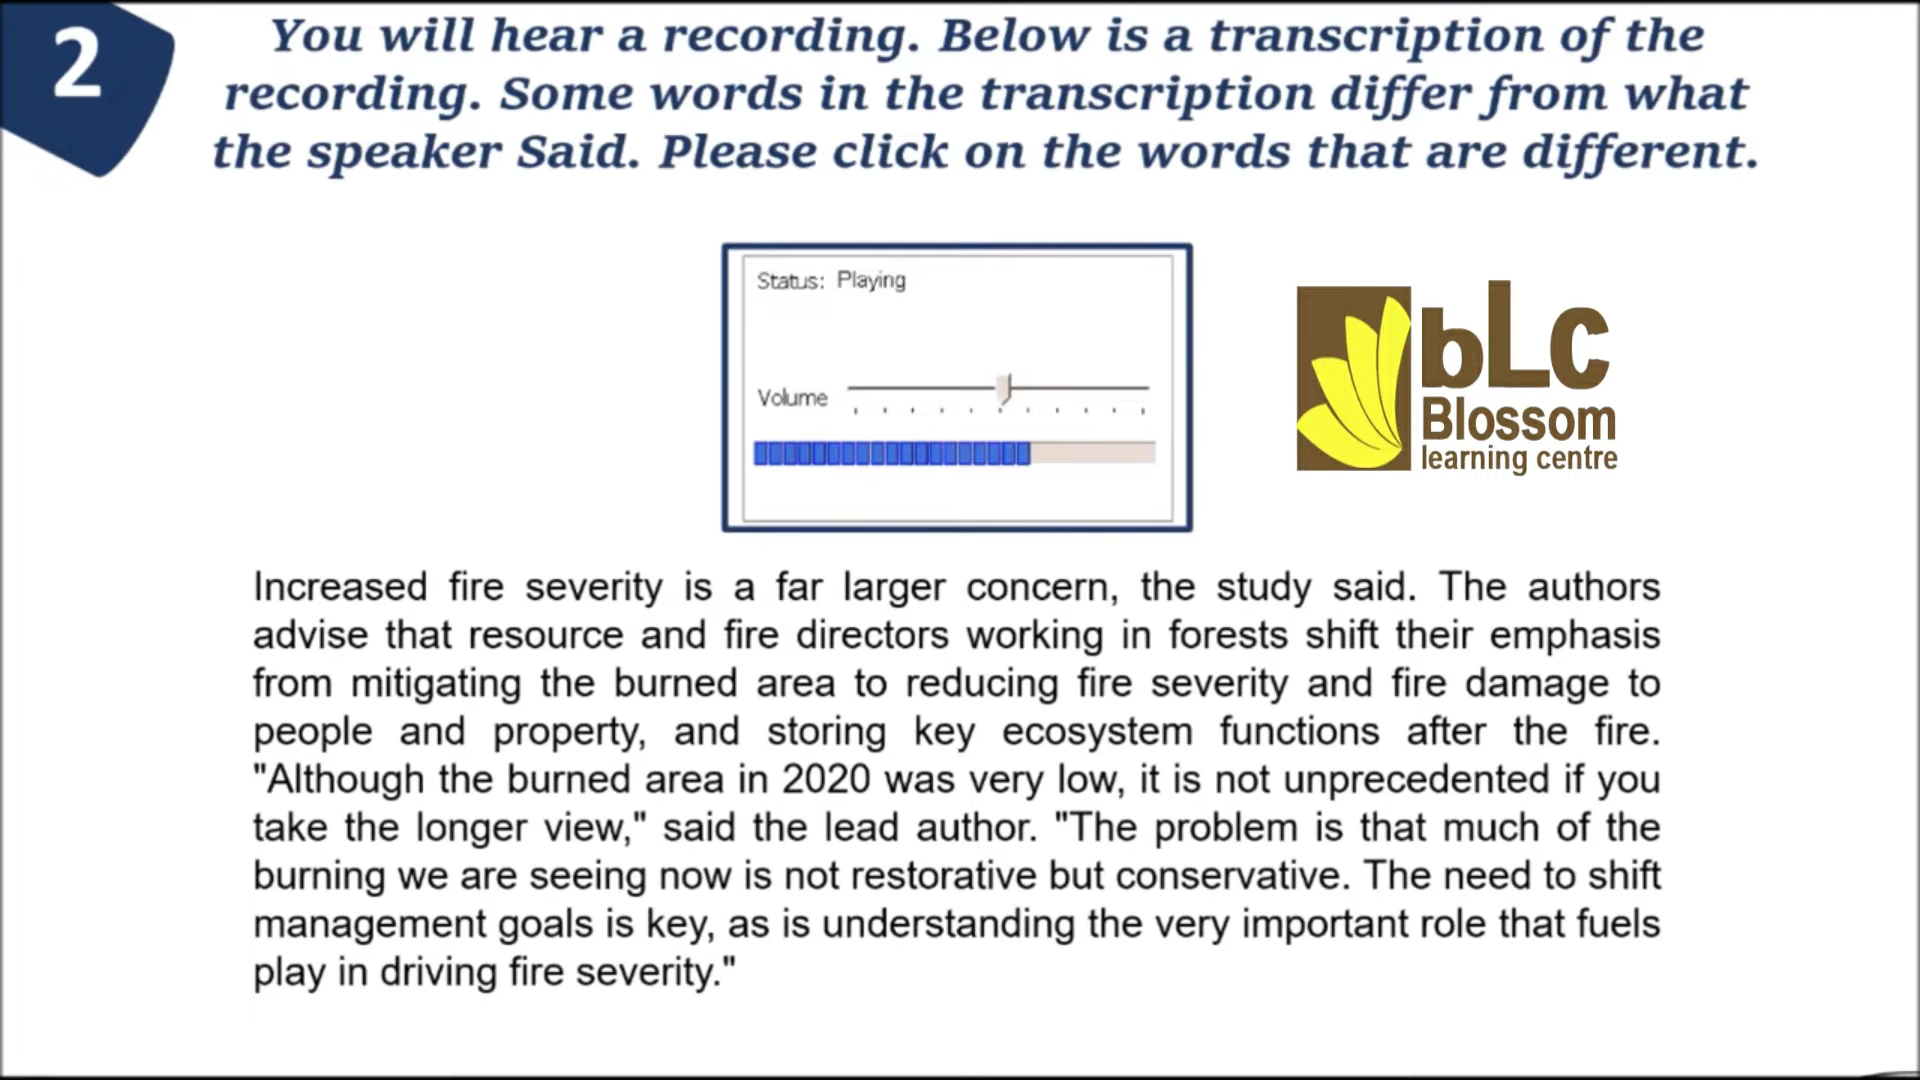 2
You will hear a recording. Below is a transcription of the
recording. Some words in the transcription differ from what
the speaker Said. Please click on the words that are different.
Status: Playing
Volume
bLC
Blossom
learning centre
Increased fire severity is a far larger concern, the study said. The authors
advise that resource and fire directors working in forests shift their emphasis
from mitigating the burned area to reducing fire severity and fire damage to
people and property, and storing key ecosystem functions after the fire.
"Although the burned area in 2020 was very low, it is not unprecedented if you
take the longer view," said the lead author. "The problem is that much of the
burning we are seeing now is not restorative but conservative. The need to shift
management goals is key, as is understanding the very important role that fuels
play in driving fire severity."